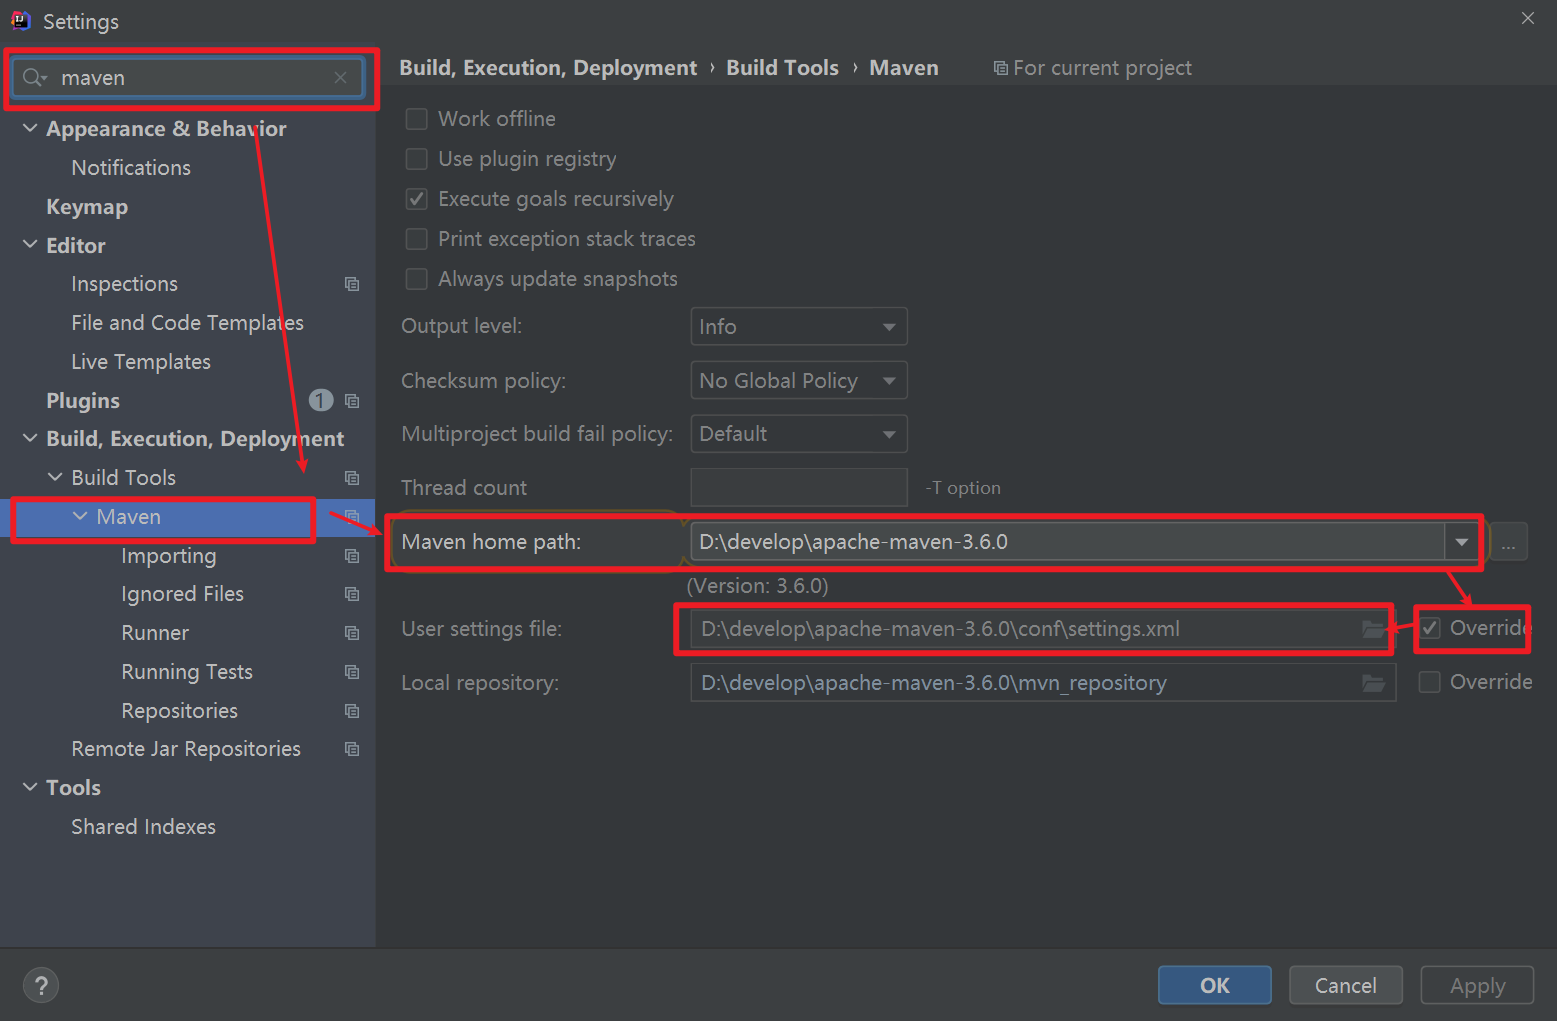 Settings
maven
Appearance & Behavior
Notifications
Keymap
Editor
Inspections
File and Code Templates
Live Templates
Plugins 1
Build, Execution, Deployment
Build Tools
Maven
Importing
Ignored Files
Runner
Running Tests
Repositories
Remote Jar Repositories
Tools
Shared Indexes
Build, Execution, Deployment › Build Tools › Maven For current project
Work offline
Use plugin registry
Execute goals recursively
Print exception stack traces
Always update snapshots
Output level: Info
Checksum policy: No Global Policy
Multiproject build fail policy: Default
Thread count -T option
Maven home path: D:\develop\apache-maven-3.6.0 ...
(Version: 3.6.0)
User settings file: D:\develop\apache-maven-3.6.0\conf\settings.xml Override
Local repository: D:\develop\apache-maven-3.6.0\mvn_repository Override
? OK Cancel Apply